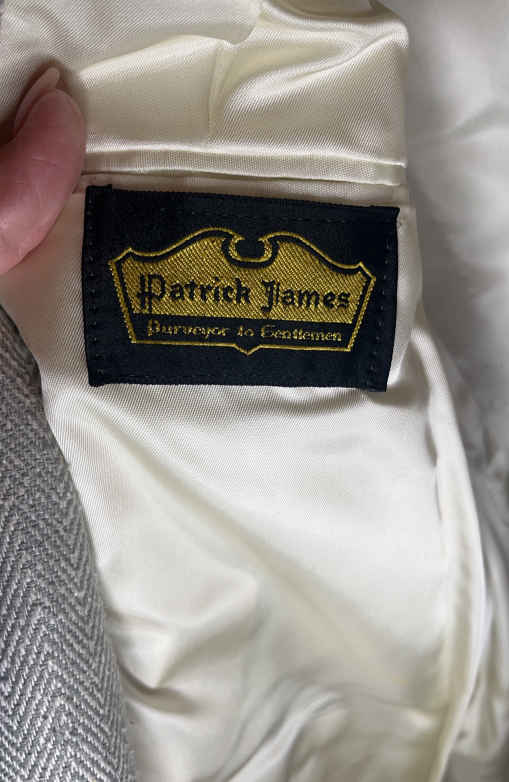 Patrick James
Purveyor to Gentlemen